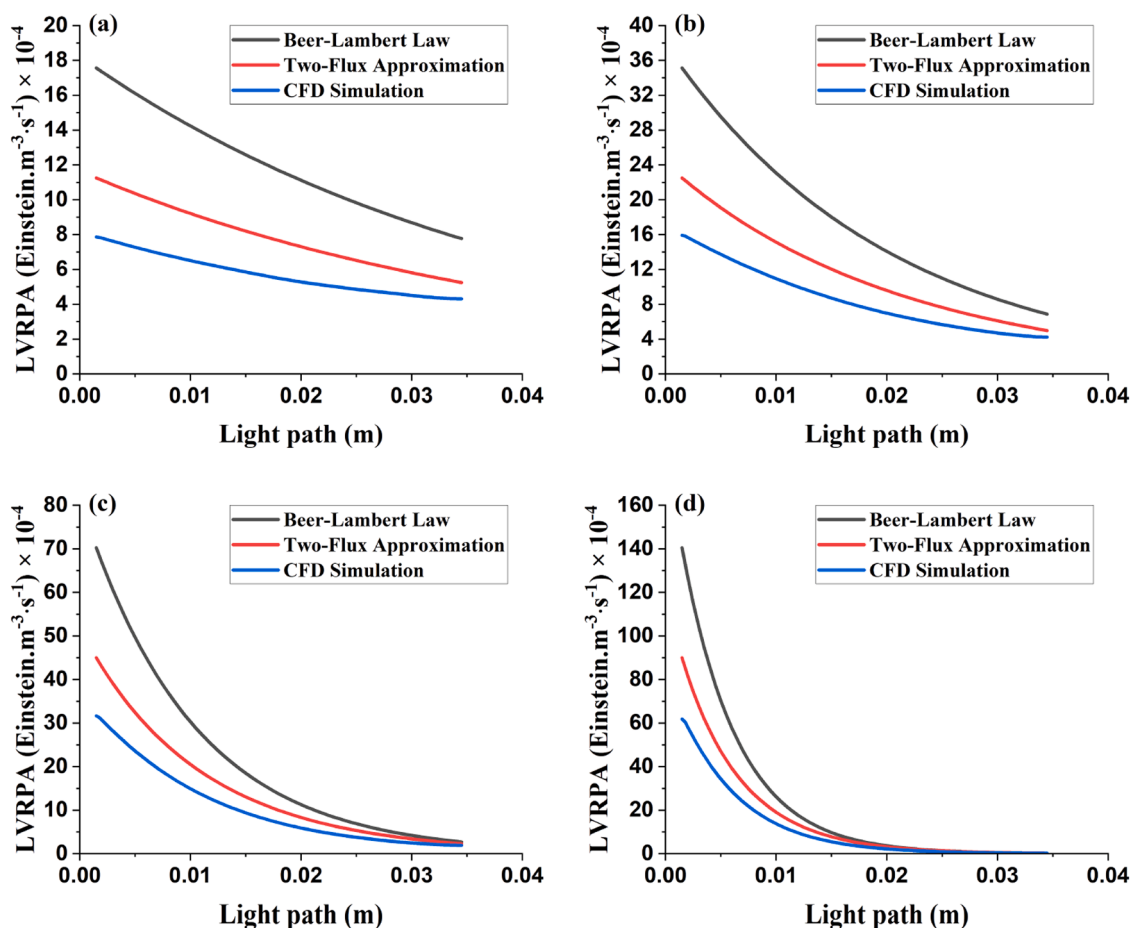 (a)
Beer-Lambert Law
Two-Flux Approximation
CFD Simulation
LVRPA (Einstein.m⁻³·s⁻¹) × 10⁻⁴
20
18
16
14
12
10
8
6
4
2
0
0.00 0.01 0.02 0.03 0.04
Light path (m)
(b)
Beer-Lambert Law
Two-Flux Approximation
CFD Simulation
LVRPA (Einstein.m⁻³·s⁻¹) × 10⁻⁴
40
36
32
28
24
20
16
12
8
4
0
0.00 0.01 0.02 0.03 0.04
Light path (m)
(c)
Beer-Lambert Law
Two-Flux Approximation
CFD Simulation
LVRPA (Einstein.m⁻³·s⁻¹) × 10⁻⁴
80
70
60
50
40
30
20
10
0
0.00 0.01 0.02 0.03 0.04
Light path (m)
(d)
Beer-Lambert Law
Two-Flux Approximation
CFD Simulation
LVRPA (Einstein.m⁻³·s⁻¹) × 10⁻⁴
160
140
120
100
80
60
40
20
0
0.00 0.01 0.02 0.03 0.04
Light path (m)